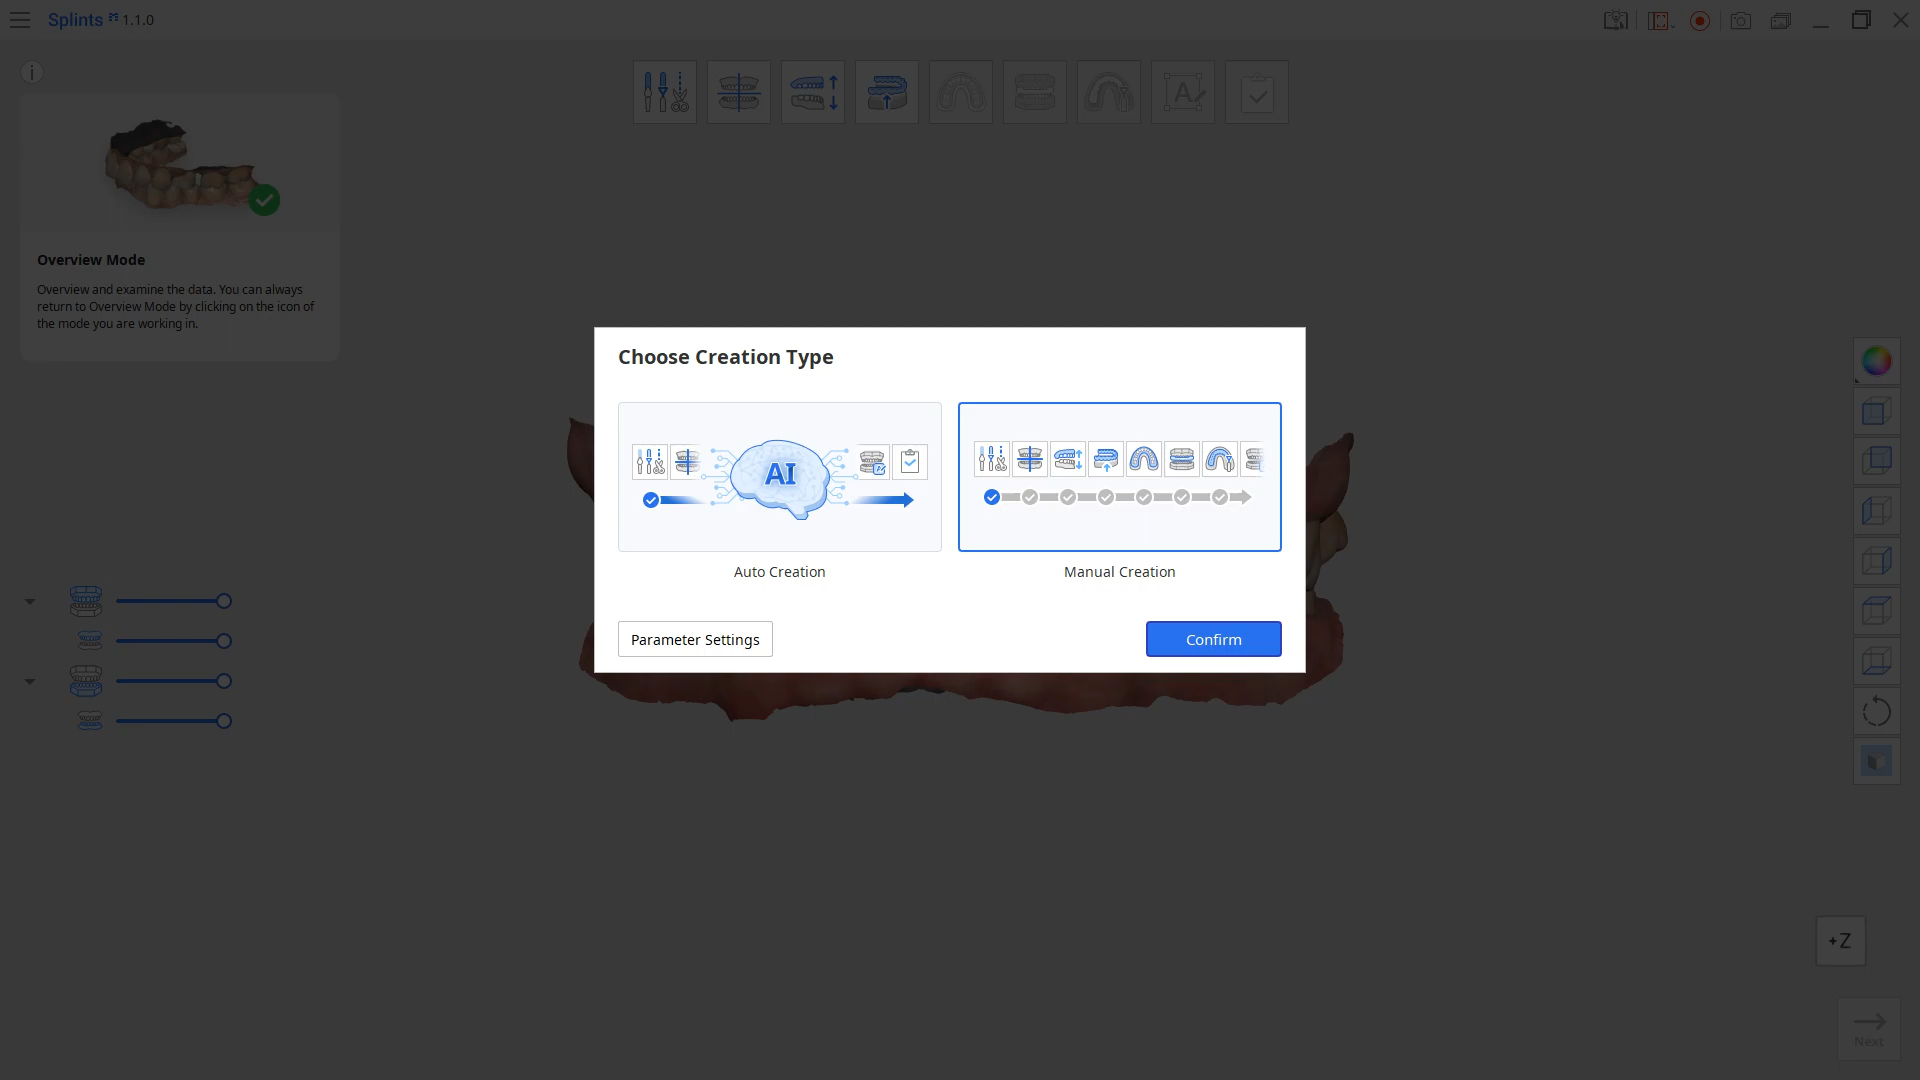 Splints 1.1.0
Overview Mode
Overview and examine the data. You can always
return to Overview Mode by clicking on the icon of
the mode you are working in.
Choose Creation Type
AI
Auto Creation
Manual Creation
Parameter Settings
Confirm
A
+Z
Next